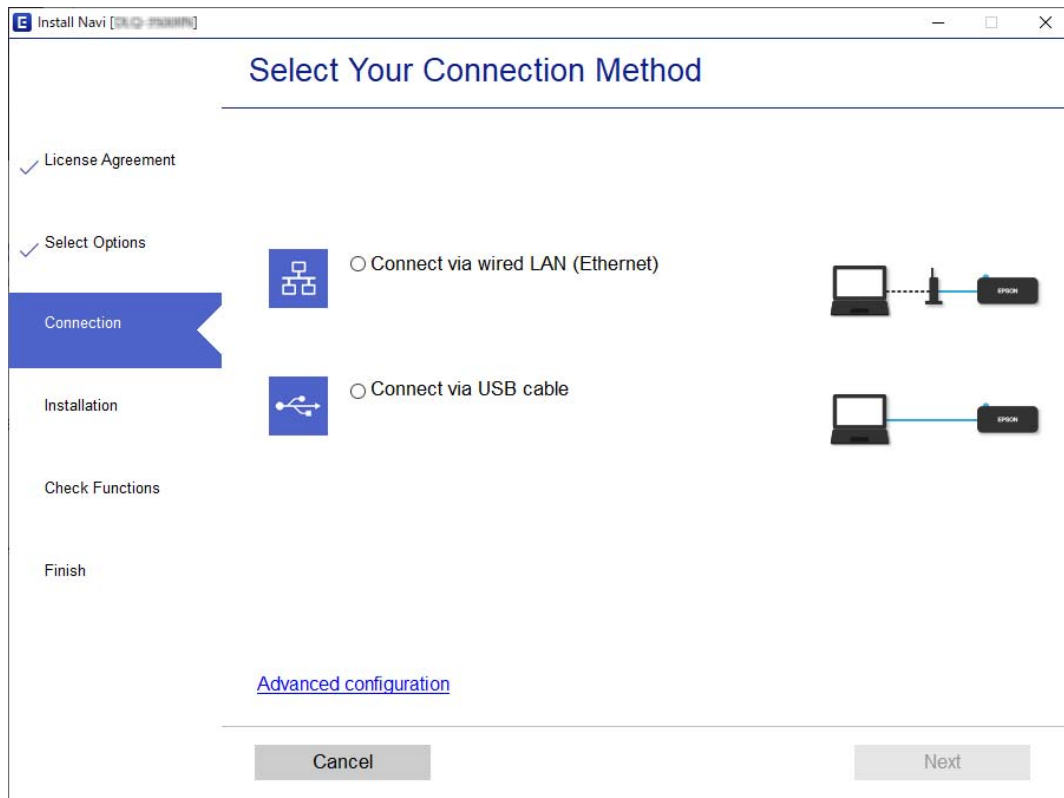 Install Navi [
Select Your Connection Method
License Agreement
Select Options
Connection
Installation
Check Functions
Finish
Connect via wired LAN (Ethernet)
EPSON
Connect via USB cable
EPSON
Advanced configuration
Cancel
Next